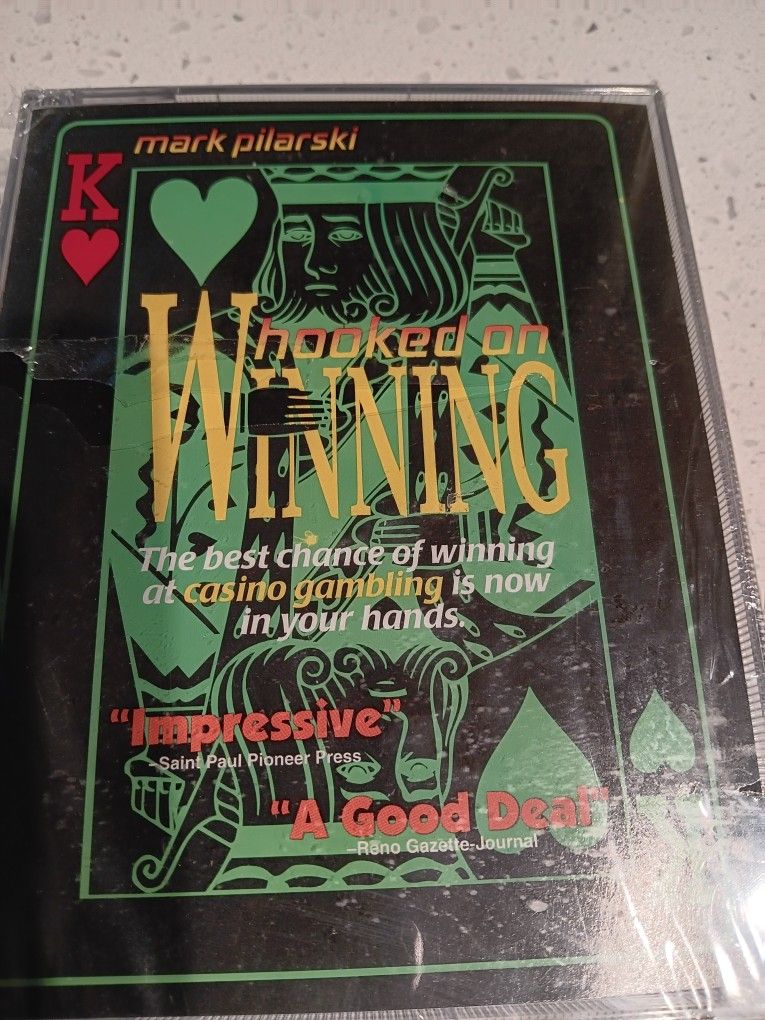 K
mark pilarski
hooked on
WINNING
The best chance of winning
at casino gambling is now
in your hands.
"Impressive"
–Saint Paul Pioneer Press
"A Good Deal"
–Reno Gazette-Journal